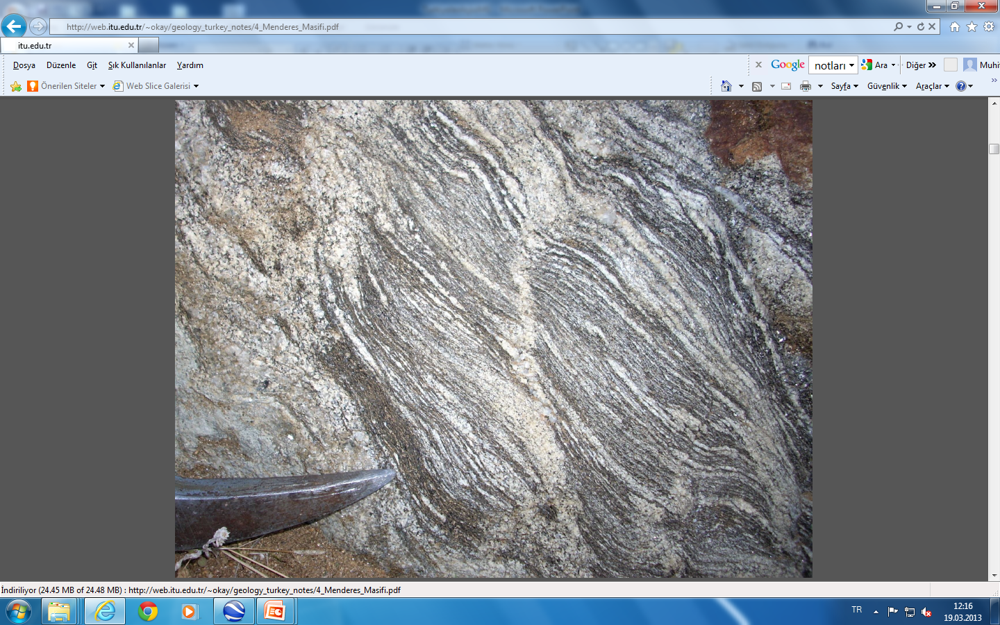 http://web.itu.edu.tr/~okay/geology_turkey_notes/4_Menderes_Masifi.pdf
itu.edu.tr
Dosya Düzenle Git Sık Kullanılanlar Yardım
x Google notları Ara Diğer Muhi
Önerilen Siteler Web Slice Galerisi
Sayfa Güvenlik Araçlar
İndiriliyor (24.45 MB of 24.48 MB) : http://web.itu.edu.tr/~okay/geology_turkey_notes/4_Menderes_Masifi.pdf
TR
12:16
19.03.2013